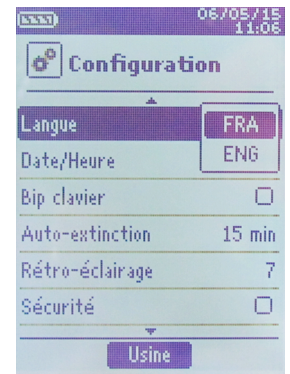 06/05/15
11:06
Configuration
Langue
FRA
Date/Heure
ENG
Bip clavier
Auto-extinction 15 min
Rétro-éclairage 7
Sécurité
Usine